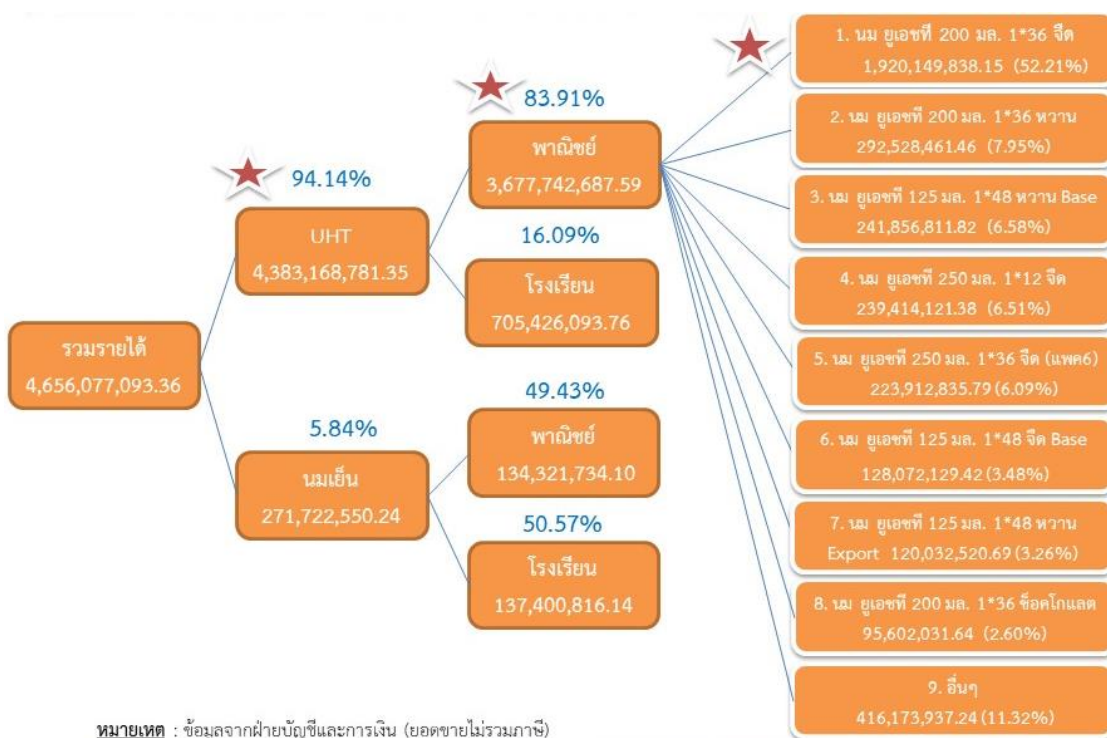 รวมรายได้
4,656,077,093.36
94.14%
UHT
4,383,168,781.35
5.84%
นมเย็น
271,722,550.24
83.91%
พาณิชย์
3,677,742,687.59
16.09%
โรงเรียน
705,426,093.76
49.43%
พาณิชย์
134,321,734.10
50.57%
โรงเรียน
137,400,816.14
1. นม ยูเอชที 200 มล. 1*36 จืด
1,920,149,838.15 (52.21%)
2. นม ยูเอชที 200 มล. 1*36 หวาน
292,528,461.46 (7.95%)
3. นม ยูเอชที 125 มล. 1*48 หวาน Base
241,856,811.82 (6.58%)
4. นม ยูเอชที 250 มล. 1*12 จืด
239,414,121.38 (6.51%)
5. นม ยูเอชที 250 มล. 1*36 จืด (แพค6)
223,912,835.79 (6.09%)
6. นม ยูเอชที 125 มล. 1*48 จืด Base
128,072,129.42 (3.48%)
7. นม ยูเอชที 125 มล. 1*48 หวาน
Export 120,032,520.69 (3.26%)
8. นม ยูเอชที 200 มล. 1*36 ช็อคโกแลต
95,602,031.64 (2.60%)
9. อื่นๆ
416,173,937.24 (11.32%)
หมายเหตุ : ข้อมูลจากฝ่ายบัญชีและการเงิน (ยอดขายไม่รวมภาษี)